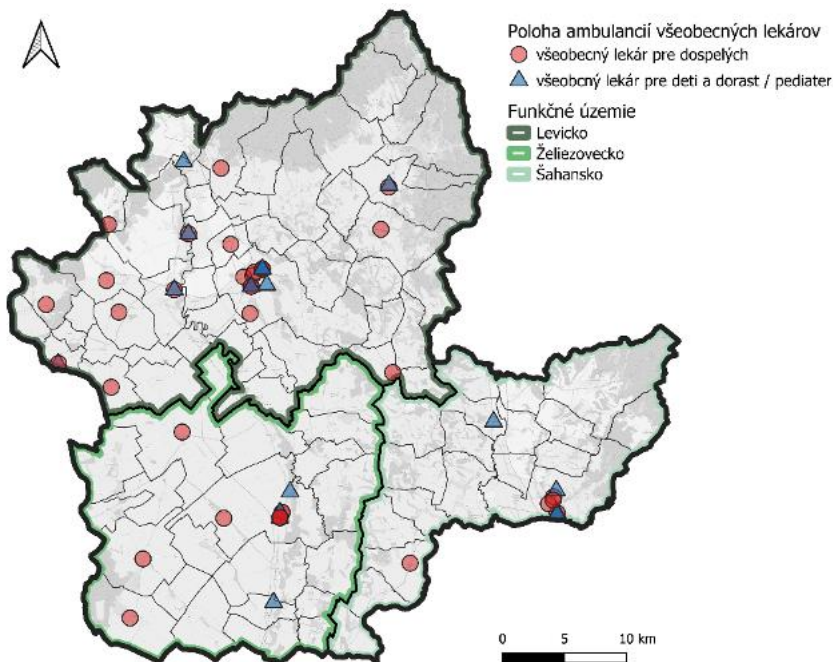 Poloha ambulancií všeobecných lekárov
všeobecný lekár pre dospelých
všeobcný lekár pre deti a dorast / pediater
Funkčné územie
Levicko
Želiezovecko
Šahansko
0 5 10 km